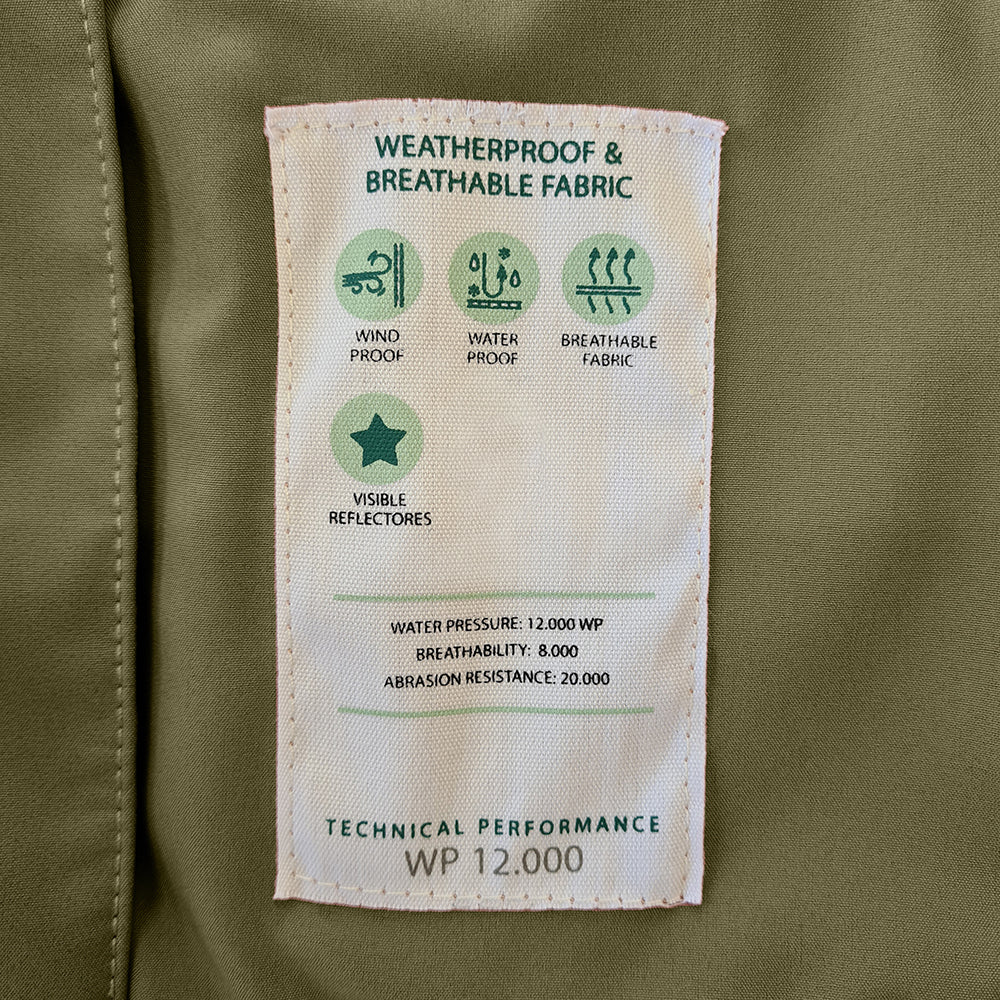 WEATHERPROOF &
BREATHABLE FABRIC
WIND
PROOF
WATER
PROOF
BREATHABLE
FABRIC
VISIBLE
REFLECTORES
WATER PRESSURE: 12.000 WP
BREATHABILITY: 8.000
ABRASION RESISTANCE: 20.000
TECHNICAL PERFORMANCE
WP 12.000